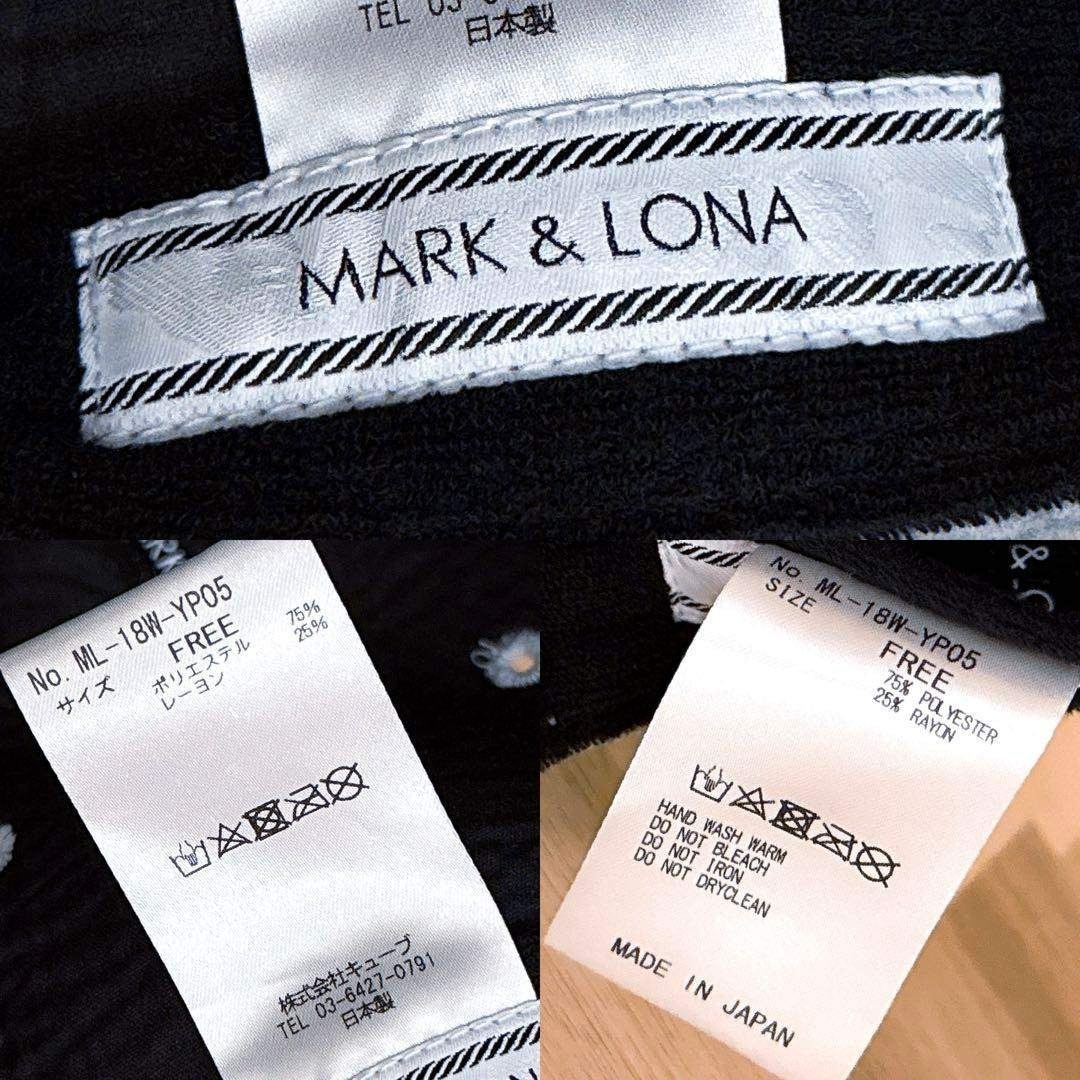 TEL 03-6
日本製
MARK & LONA
No. ML-18W-YP05
サイズ FREE
ポリエステル 75%
レーヨン 25%
株式会社キューブ
TEL 03-6427-0791
日本製
No. ML-18W-YP05
SIZE FREE
75% POLYESTER
25% RAYON
HAND WASH WARM
DO NOT BLEACH
DO NOT IRON
DO NOT DRYCLEAN
MADE IN JAPAN